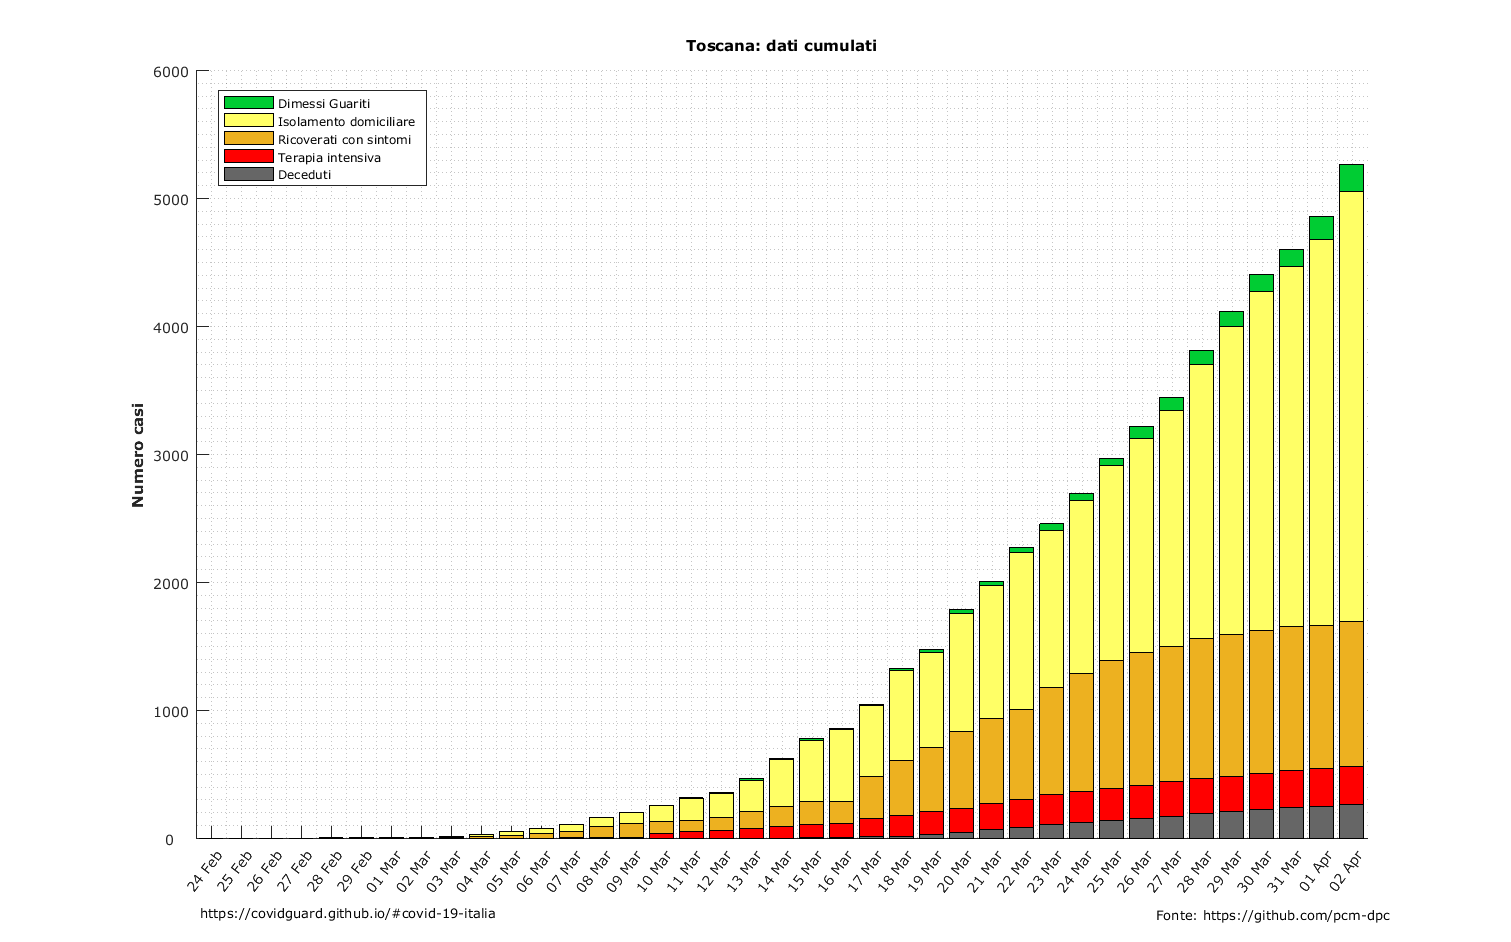 Toscana: dati cumulati
6000
5000
4000
3000
2000
1000
0
Numero casi
Dimessi Guariti
Isolamento domiciliare
Ricoverati con sintomi
Terapia intensiva
Deceduti
24 Feb
25 Feb
26 Feb
27 Feb
28 Feb
29 Feb
01 Mar
02 Mar
03 Mar
04 Mar
05 Mar
06 Mar
07 Mar
08 Mar
09 Mar
10 Mar
11 Mar
12 Mar
13 Mar
14 Mar
15 Mar
16 Mar
17 Mar
18 Mar
19 Mar
20 Mar
21 Mar
22 Mar
23 Mar
24 Mar
25 Mar
26 Mar
27 Mar
28 Mar
29 Mar
30 Mar
31 Mar
01 Apr
02 Apr
https://covidguard.github.io/#covid-19-italia
Fonte: https://github.com/pcm-dpc